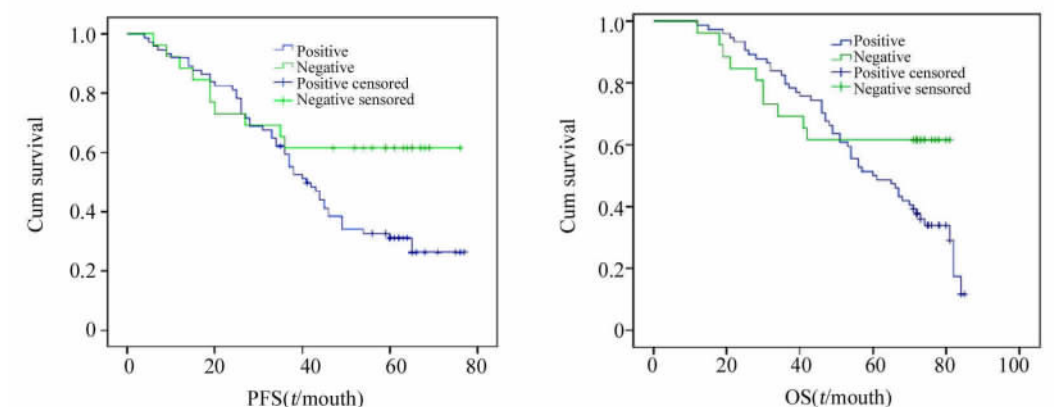 1.0
0.8
0.6
0.4
0.2
0
Cum survival
Positive
Negative
Positive censored
Negative sensored
0 20 40 60 80
PFS(t/mouth)
1.0
0.8
0.6
0.4
0.2
0
Cum survival
Positive
Negative
Positive censored
Negative sensored
0 20 40 60 80 100
OS(t/mouth)